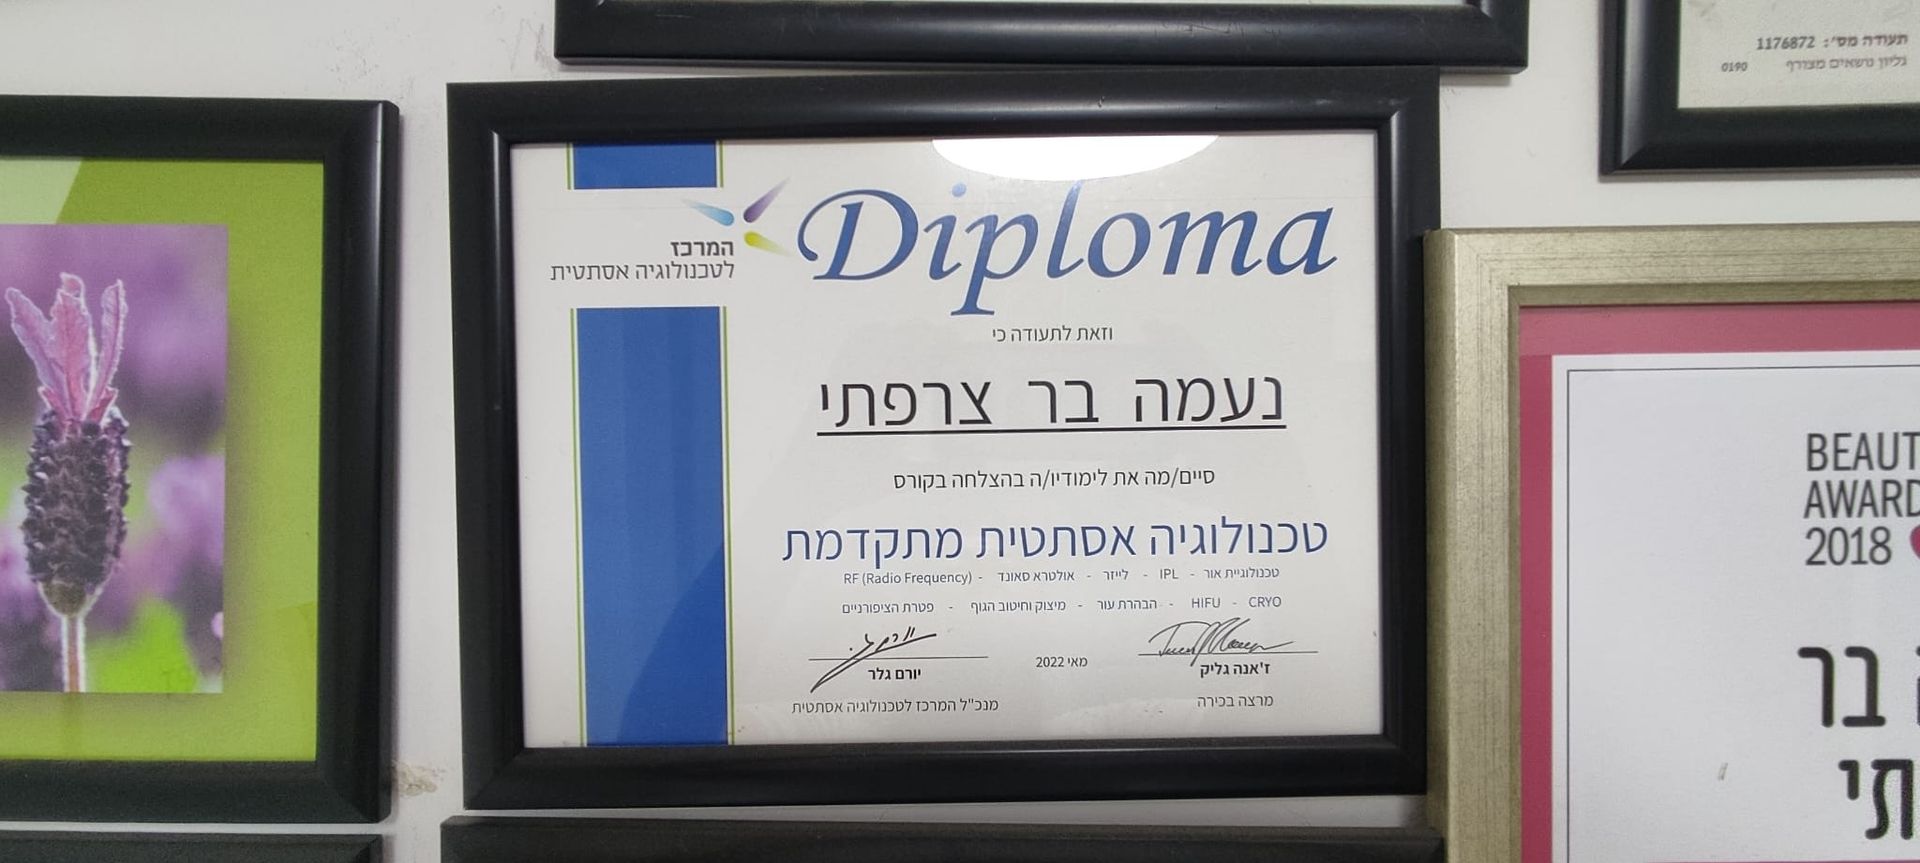 תעודה מס׳: 1176872
גליון נושאים מצורף 0190
Diploma
המרכז
לטכנולוגיה אסתטית
וזאת לתעודה כי
נעמה בר צרפתי
סיים/מה את לימודיו/ה בהצלחה בקורס
טכנולוגיה אסתטית מתקדמת
טכנולוגיית אור - IPL - לייזר - אולטרא סאונד - RF (Radio Frequency)
CRYO - HIFU - הבהרת עור - מיצוק וחיטוב הגוף - פטרת הציפורניים
ז'אנה גליק
מאי 2022
יורם גלר
מרצה בכירה
מנכ"ל המרכז לטכנולוגיה אסתטית
BEAUT
AWARD
2018
בר
תי